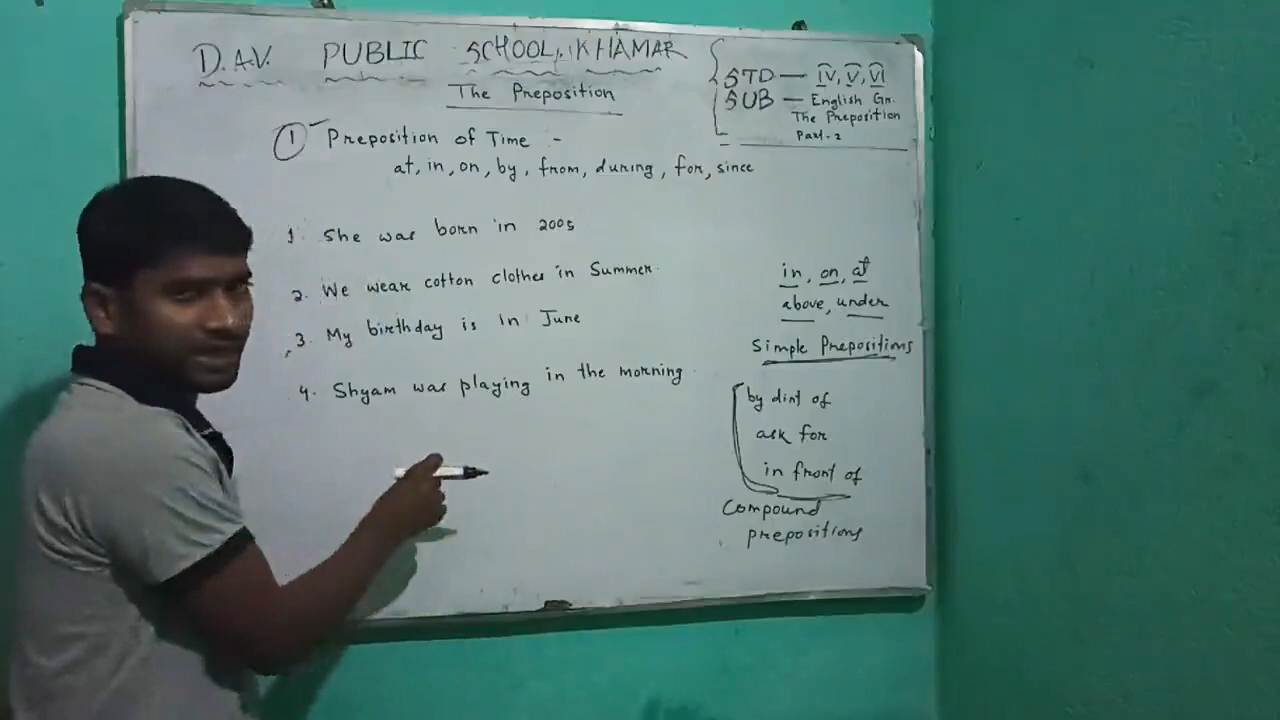 D.A.V. PUBLIC SCHOOL, KHAMAR
The Preposition
STD — IV, V, VI
SUB — English Gr.
The Preposition
Part-2
1 Preposition of Time :-
at, in, on, by, from, during, for, since
1. She was born in 2005
2. We wear cotton clothes in Summer.
3. My birthday is in June
4. Shyam was playing in the morning.
in, on, at
above, under
Simple Prepositions
by dint of
ask for
in front of
Compound
prepositions